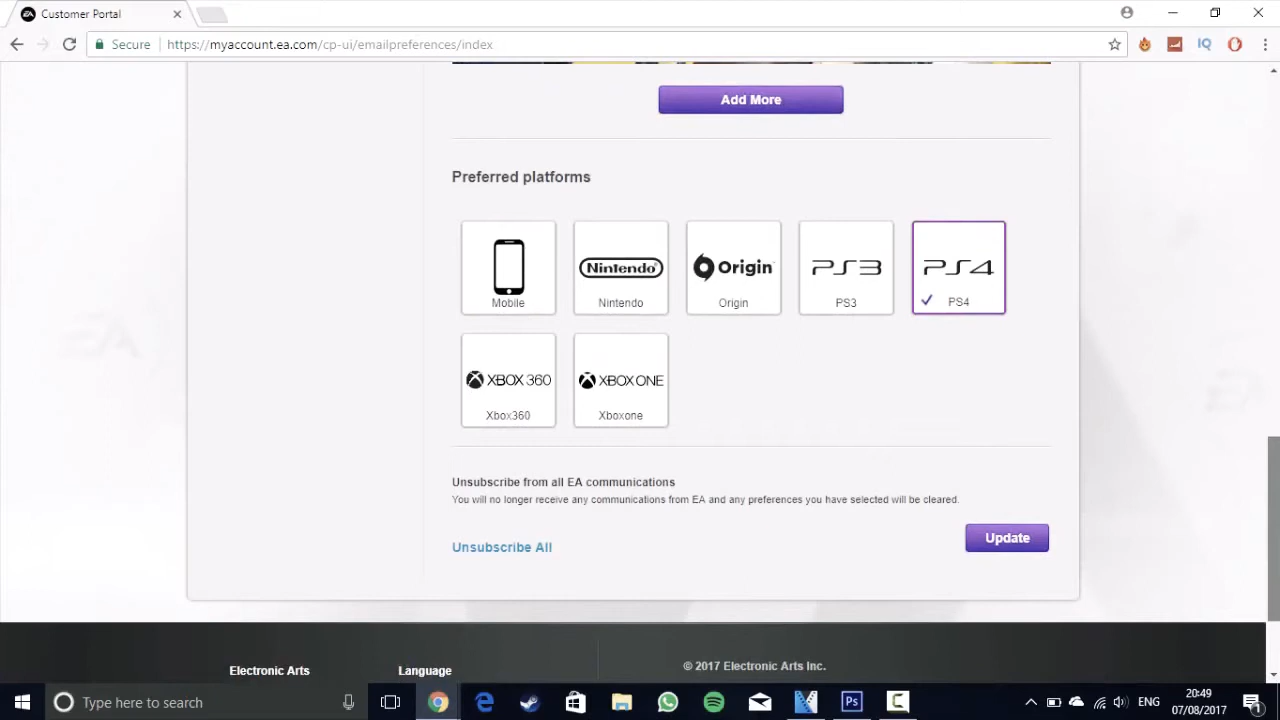 Customer Portal
Secure https://myaccount.ea.com/cp-ui/emailpreferences/index
Add More
Preferred platforms
Nintendo Origin PS3 PS4
Mobile Nintendo Origin PS3 PS4
XBOX 360 XBOX ONE
Xbox360 Xboxone
Unsubscribe from all EA communications
You will no longer receive any communications from EA and any preferences you have selected will be cleared.
Unsubscribe All
Update
Electronic Arts Language © 2017 Electronic Arts Inc.
Type here to search
ENG
20:49
07/08/2017